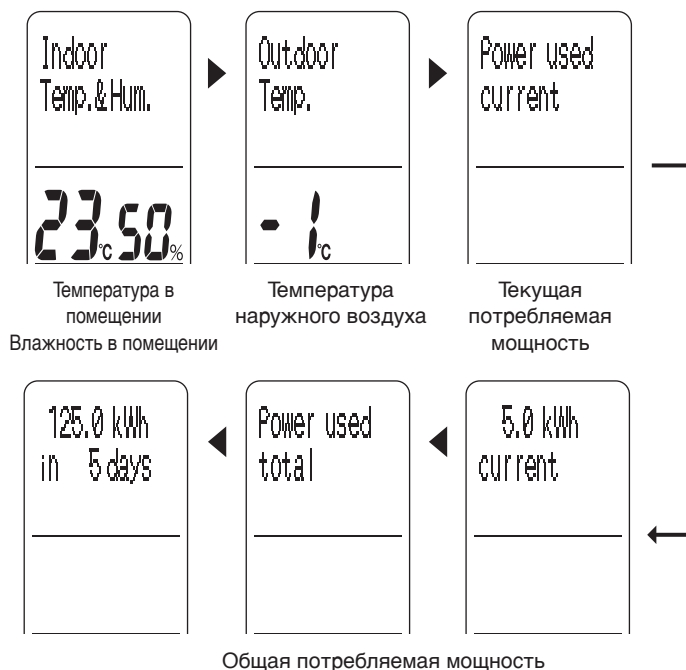 Indoor
Temp.&Hum.
23°C 50%
Температура в
помещении
Влажность в помещении
Outdoor
Temp.
-1°C
Температура
наружного воздуха
Power used
current
Текущая
потребляемая
мощность
5.0 kWh
current
Power used
total
125.0 kWh
in 5 days
Общая потребляемая мощность